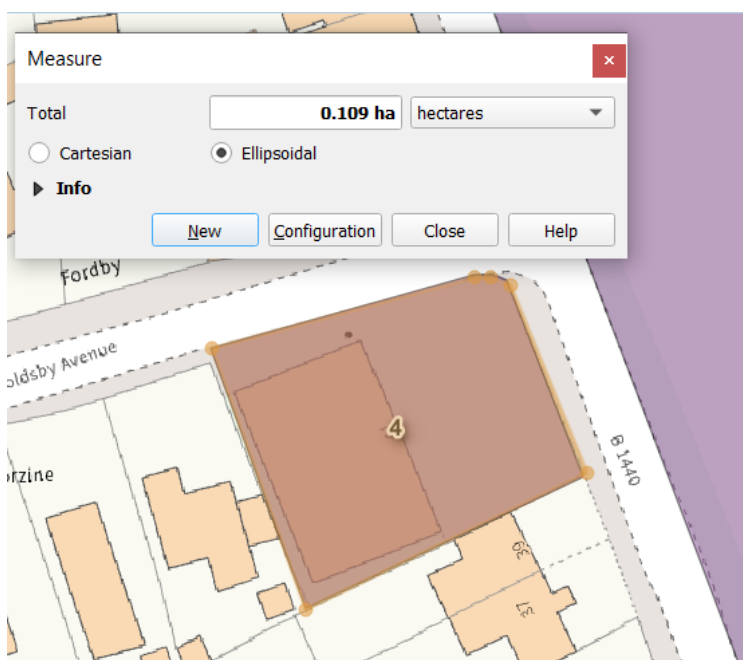 Measure
Total
0.109 ha
hectares
Cartesian
Ellipsoidal
Info
New
Configuration
Close
Help
Fordby
oldsby Avenue
rzine
4
B 1440
39
37